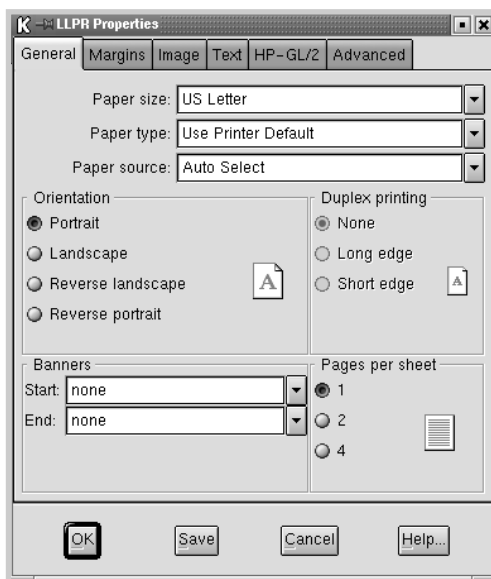 K LLPR Properties
General Margins Image Text HP-GL/2 Advanced
Paper size: US Letter
Paper type: Use Printer Default
Paper source: Auto Select
Orientation
Portrait
Landscape
Reverse landscape
Reverse portrait
A
Duplex printing
None
Long edge
Short edge
A
Banners
Start: none
End: none
Pages per sheet
1
2
4
OK Save Cancel Help...